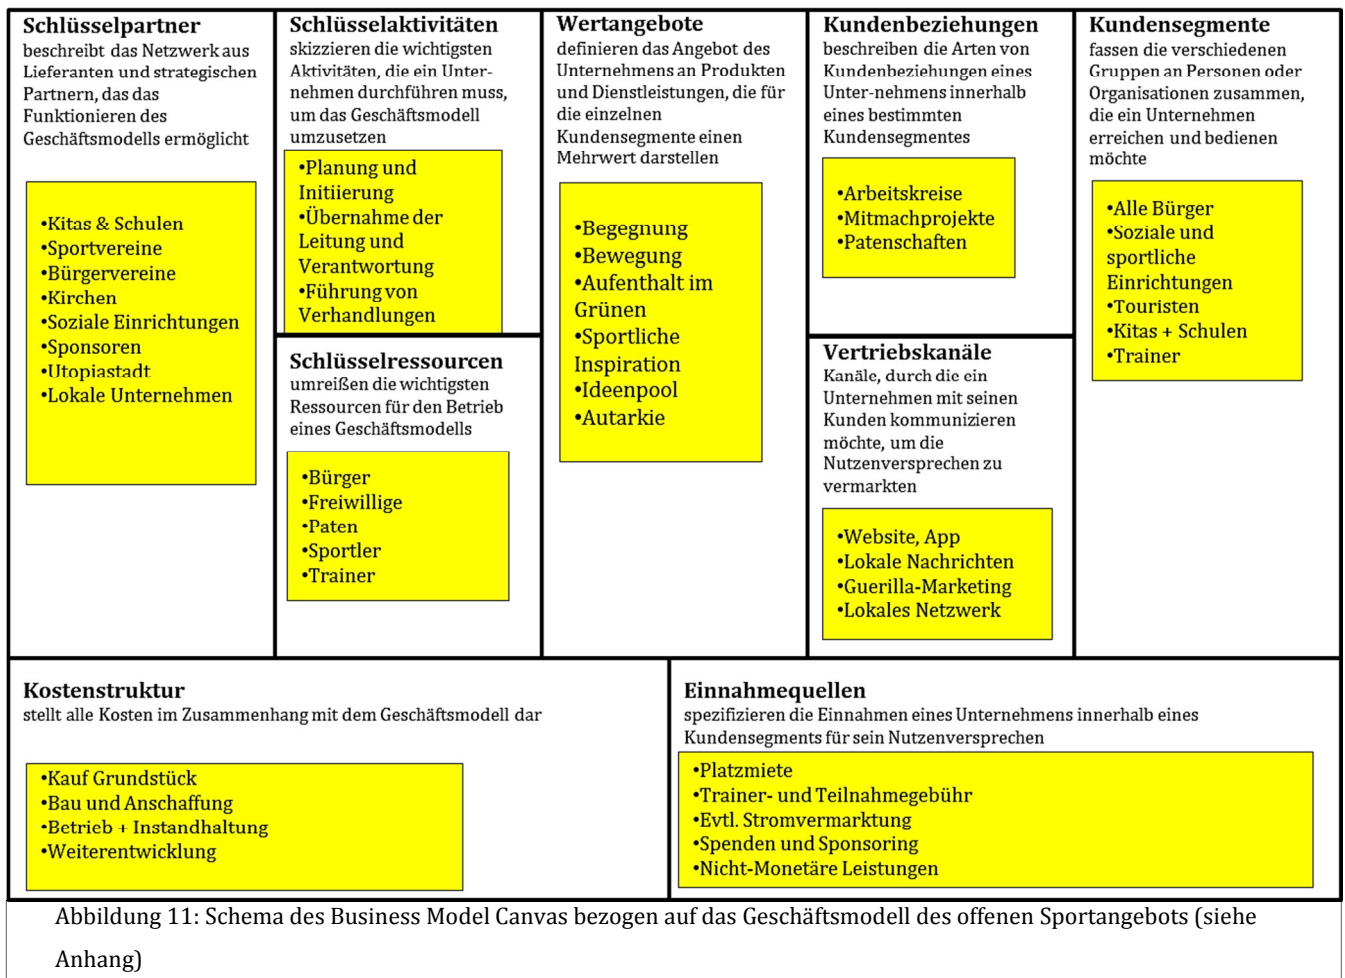 Schlüsselpartner
beschreibt das Netzwerk aus
Lieferanten und strategischen
Partnern, das das
Funktionieren des
Geschäftsmodells ermöglicht
•Kitas & Schulen
•Sportvereine
•Bürgervereine
•Kirchen
•Soziale Einrichtungen
•Sponsoren
•Utopiastadt
•Lokale Unternehmen
Schlüsselaktivitäten
skizzieren die wichtigsten
Aktivitäten, die ein Unter-
nehmen durchführen muss,
um das Geschäftsmodell
umzusetzen
•Planung und
Initiierung
•Übernahme der
Leitung und
Verantwortung
•Führung von
Verhandlungen
Schlüsselressourcen
umreißen die wichtigsten
Ressourcen für den Betrieb
eines Geschäftsmodells
•Bürger
•Freiwillige
•Paten
•Sportler
•Trainer
Wertangebote
definieren das Angebot des
Unternehmens an Produkten
und Dienstleistungen, die für
die einzelnen
Kundensegmente einen
Mehrwert darstellen
•Begegnung
•Bewegung
•Aufenthalt im
Grünen
•Sportliche
Inspiration
•Ideenpool
•Autarkie
Kundenbeziehungen
beschreiben die Arten von
Kundenbeziehungen eines
Unter-nehmens innerhalb
eines bestimmten
Kundensegmentes
•Arbeitskreise
•Mitmachprojekte
•Patenschaften
Vertriebskanäle
Kanäle, durch die ein
Unternehmen mit seinen
Kunden kommunizieren
möchte, um die
Nutzenversprechen zu
vermarkten
•Website, App
•Lokale Nachrichten
•Guerilla-Marketing
•Lokales Netzwerk
Kundensegmente
fassen die verschiedenen
Gruppen an Personen oder
Organisationen zusammen,
die ein Unternehmen
erreichen und bedienen
möchte
•Alle Bürger
•Soziale und
sportliche
Einrichtungen
•Touristen
•Kitas + Schulen
•Trainer
Kostenstruktur
stellt alle Kosten im Zusammenhang mit dem Geschäftsmodell dar
•Kauf Grundstück
•Bau und Anschaffung
•Betrieb + Instandhaltung
•Weiterentwicklung
Einnahmequellen
spezifizieren die Einnahmen eines Unternehmens innerhalb eines
Kundensegments für sein Nutzenversprechen
•Platzmiete
•Trainer- und Teilnahmegebühr
•Evtl. Stromvermarktung
•Spenden und Sponsoring
•Nicht-Monetäre Leistungen
Abbildung 11: Schema des Business Model Canvas bezogen auf das Geschäftsmodell des offenen Sportangebots (siehe
Anhang)